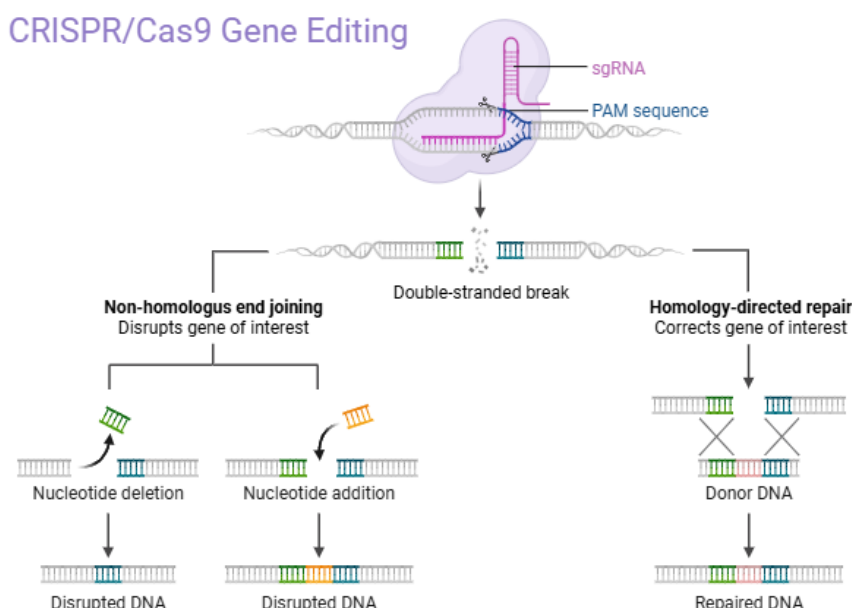 CRISPR/Cas9 Gene Editing
sgRNA
PAM sequence
Double-stranded break
Non-homologus end joining
Disrupts gene of interest
Homology-directed repair
Corrects gene of interest
Nucleotide deletion
Nucleotide addition
Donor DNA
Disrupted DNA
Disrupted DNA
Repaired DNA